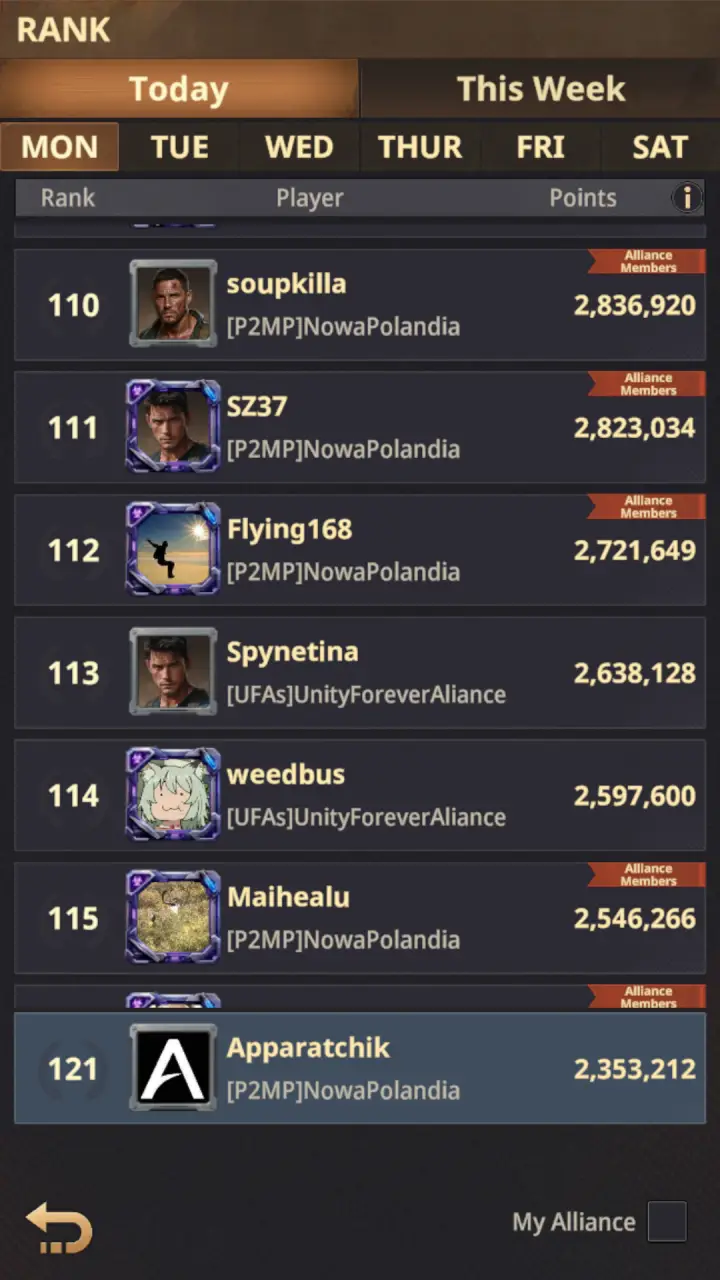 RANK
Today
This Week
MON
TUE
WED
THUR
FRI
SAT
Rank
Player
Points
i
Alliance
Members
110
soupkilla
[P2MP]NowaPolandia
2,836,920
Alliance
Members
111
SZ37
[P2MP]NowaPolandia
2,823,034
Alliance
Members
112
Flying168
[P2MP]NowaPolandia
2,721,649
113
Spynetina
[UFAs]UnityForeverAliance
2,638,128
114
weedbus
[UFAs]UnityForeverAliance
2,597,600
Alliance
Members
115
Maihealu
[P2MP]NowaPolandia
2,546,266
Alliance
Members
121
Apparatchik
[P2MP]NowaPolandia
2,353,212
My Alliance